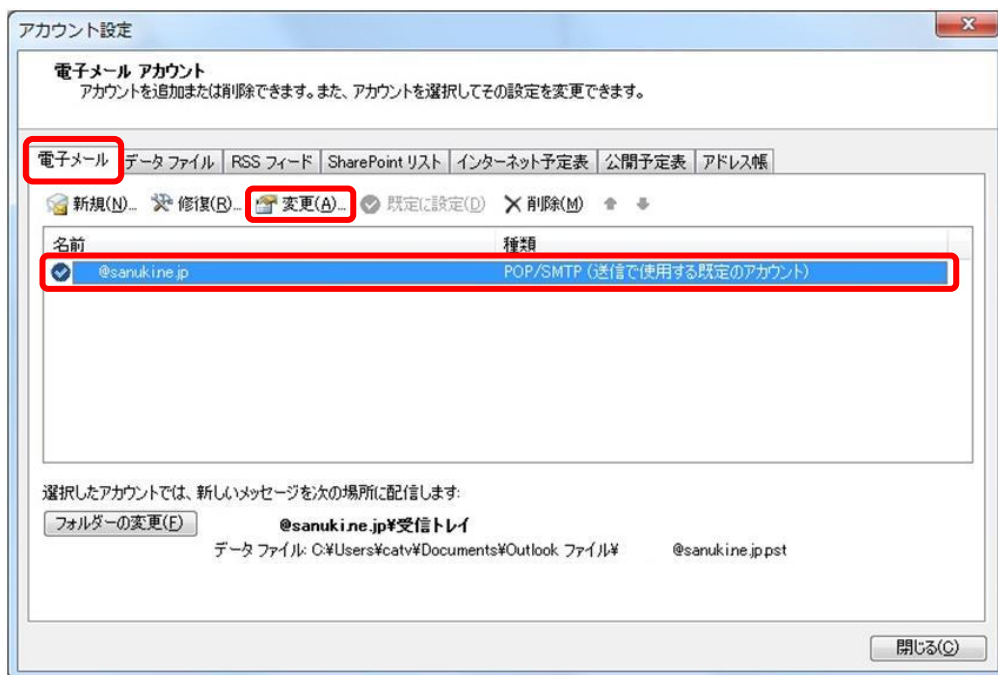 アカウント設定
電子メール アカウント
アカウントを追加または削除できます。また、アカウントを選択してその設定を変更できます。
電子メール データ ファイル RSS フィード SharePoint リスト インターネット予定表 公開予定表 アドレス帳
新規(N)... 修復(R)... 変更(A)... 既定に設定(D) 削除(M)
名前 種類
@sanukine.jp POP/SMTP (送信で使用する既定のアカウント)
選択したアカウントでは、新しいメッセージを次の場所に配信します:
フォルダーの変更(F) @sanukine.jp¥受信トレイ
データ ファイル: C:¥Users¥catv¥Documents¥Outlook ファイル¥ @sanukine.jp.pst
閉じる(C)